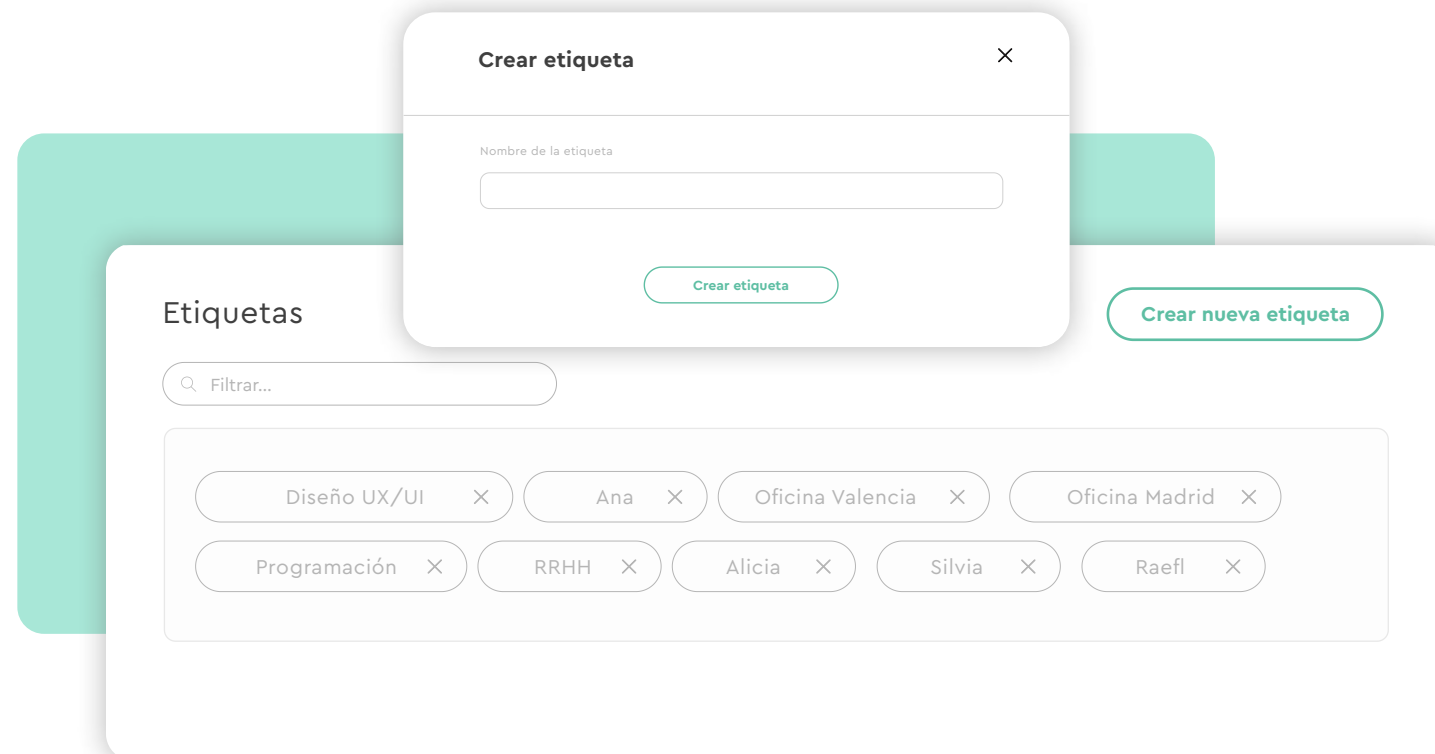 Crear etiqueta
Nombre de la etiqueta
Crear etiqueta
Etiquetas
Crear nueva etiqueta
Filtrar...
Diseño UX/UI Ana Oficina Valencia Oficina Madrid
Programación RRHH Alicia Silvia Raefl